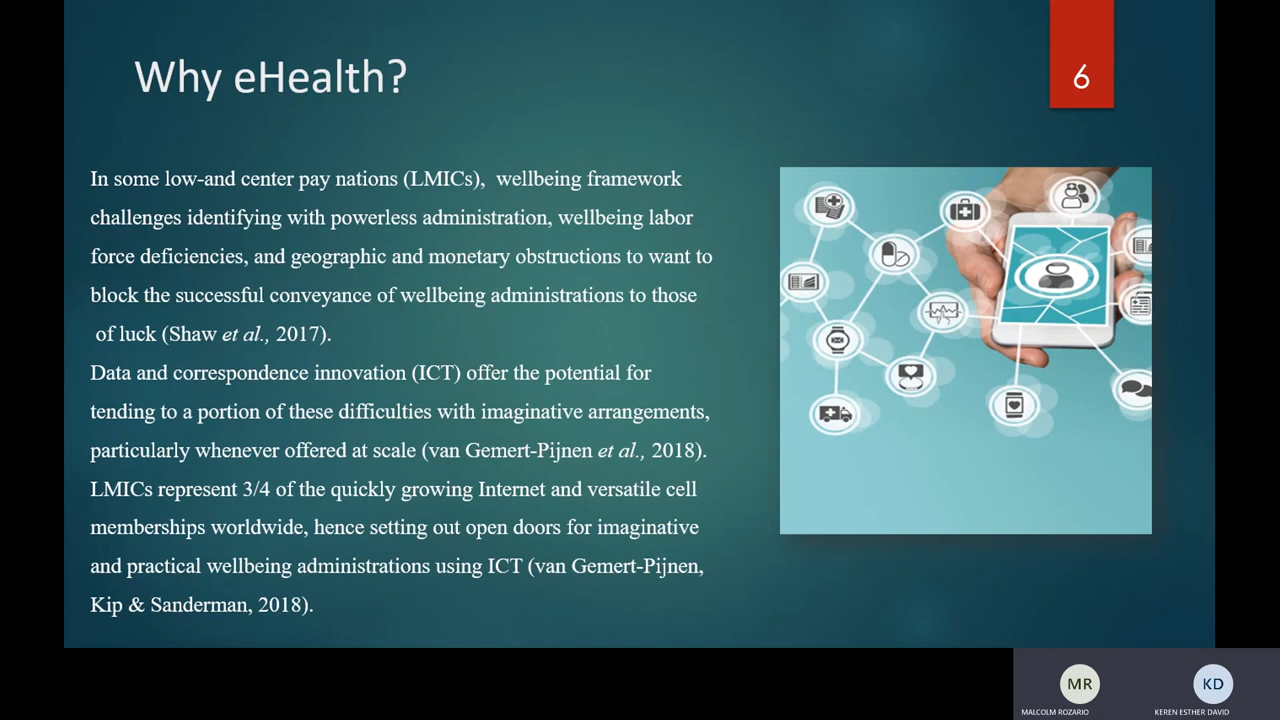 Why eHealth?
6
In some low-and center pay nations (LMICs),  wellbeing framework
challenges identifying with powerless administration, wellbeing labor
force deficiencies, and geographic and monetary obstructions to want to
block the successful conveyance of wellbeing administrations to those
of luck (Shaw et al., 2017).
Data and correspondence innovation (ICT) offer the potential for
tending to a portion of these difficulties with imaginative arrangements,
particularly whenever offered at scale (van Gemert-Pijnen et al., 2018).
LMICs represent 3/4 of the quickly growing Internet and versatile cell
memberships worldwide, hence setting out open doors for imaginative
and practical wellbeing administrations using ICT (van Gemert-Pijnen,
Kip & Sanderman, 2018).
MR
KD
MALCOLM ROZARIO
KEREN ESTHER DAVID